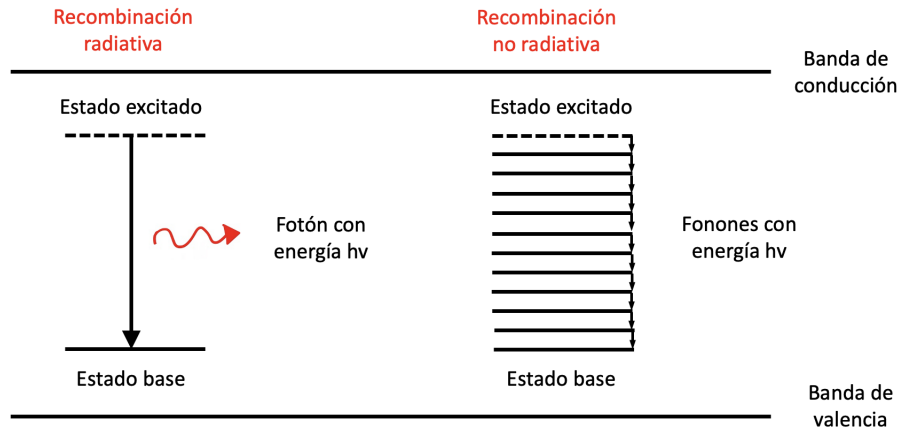 Recombinación
radiativa
Recombinación
no radiativa
Banda de
conducción
Estado excitado
Estado excitado
Fotón con
energía hv
Fonones con
energía hv
Estado base
Estado base
Banda de
valencia